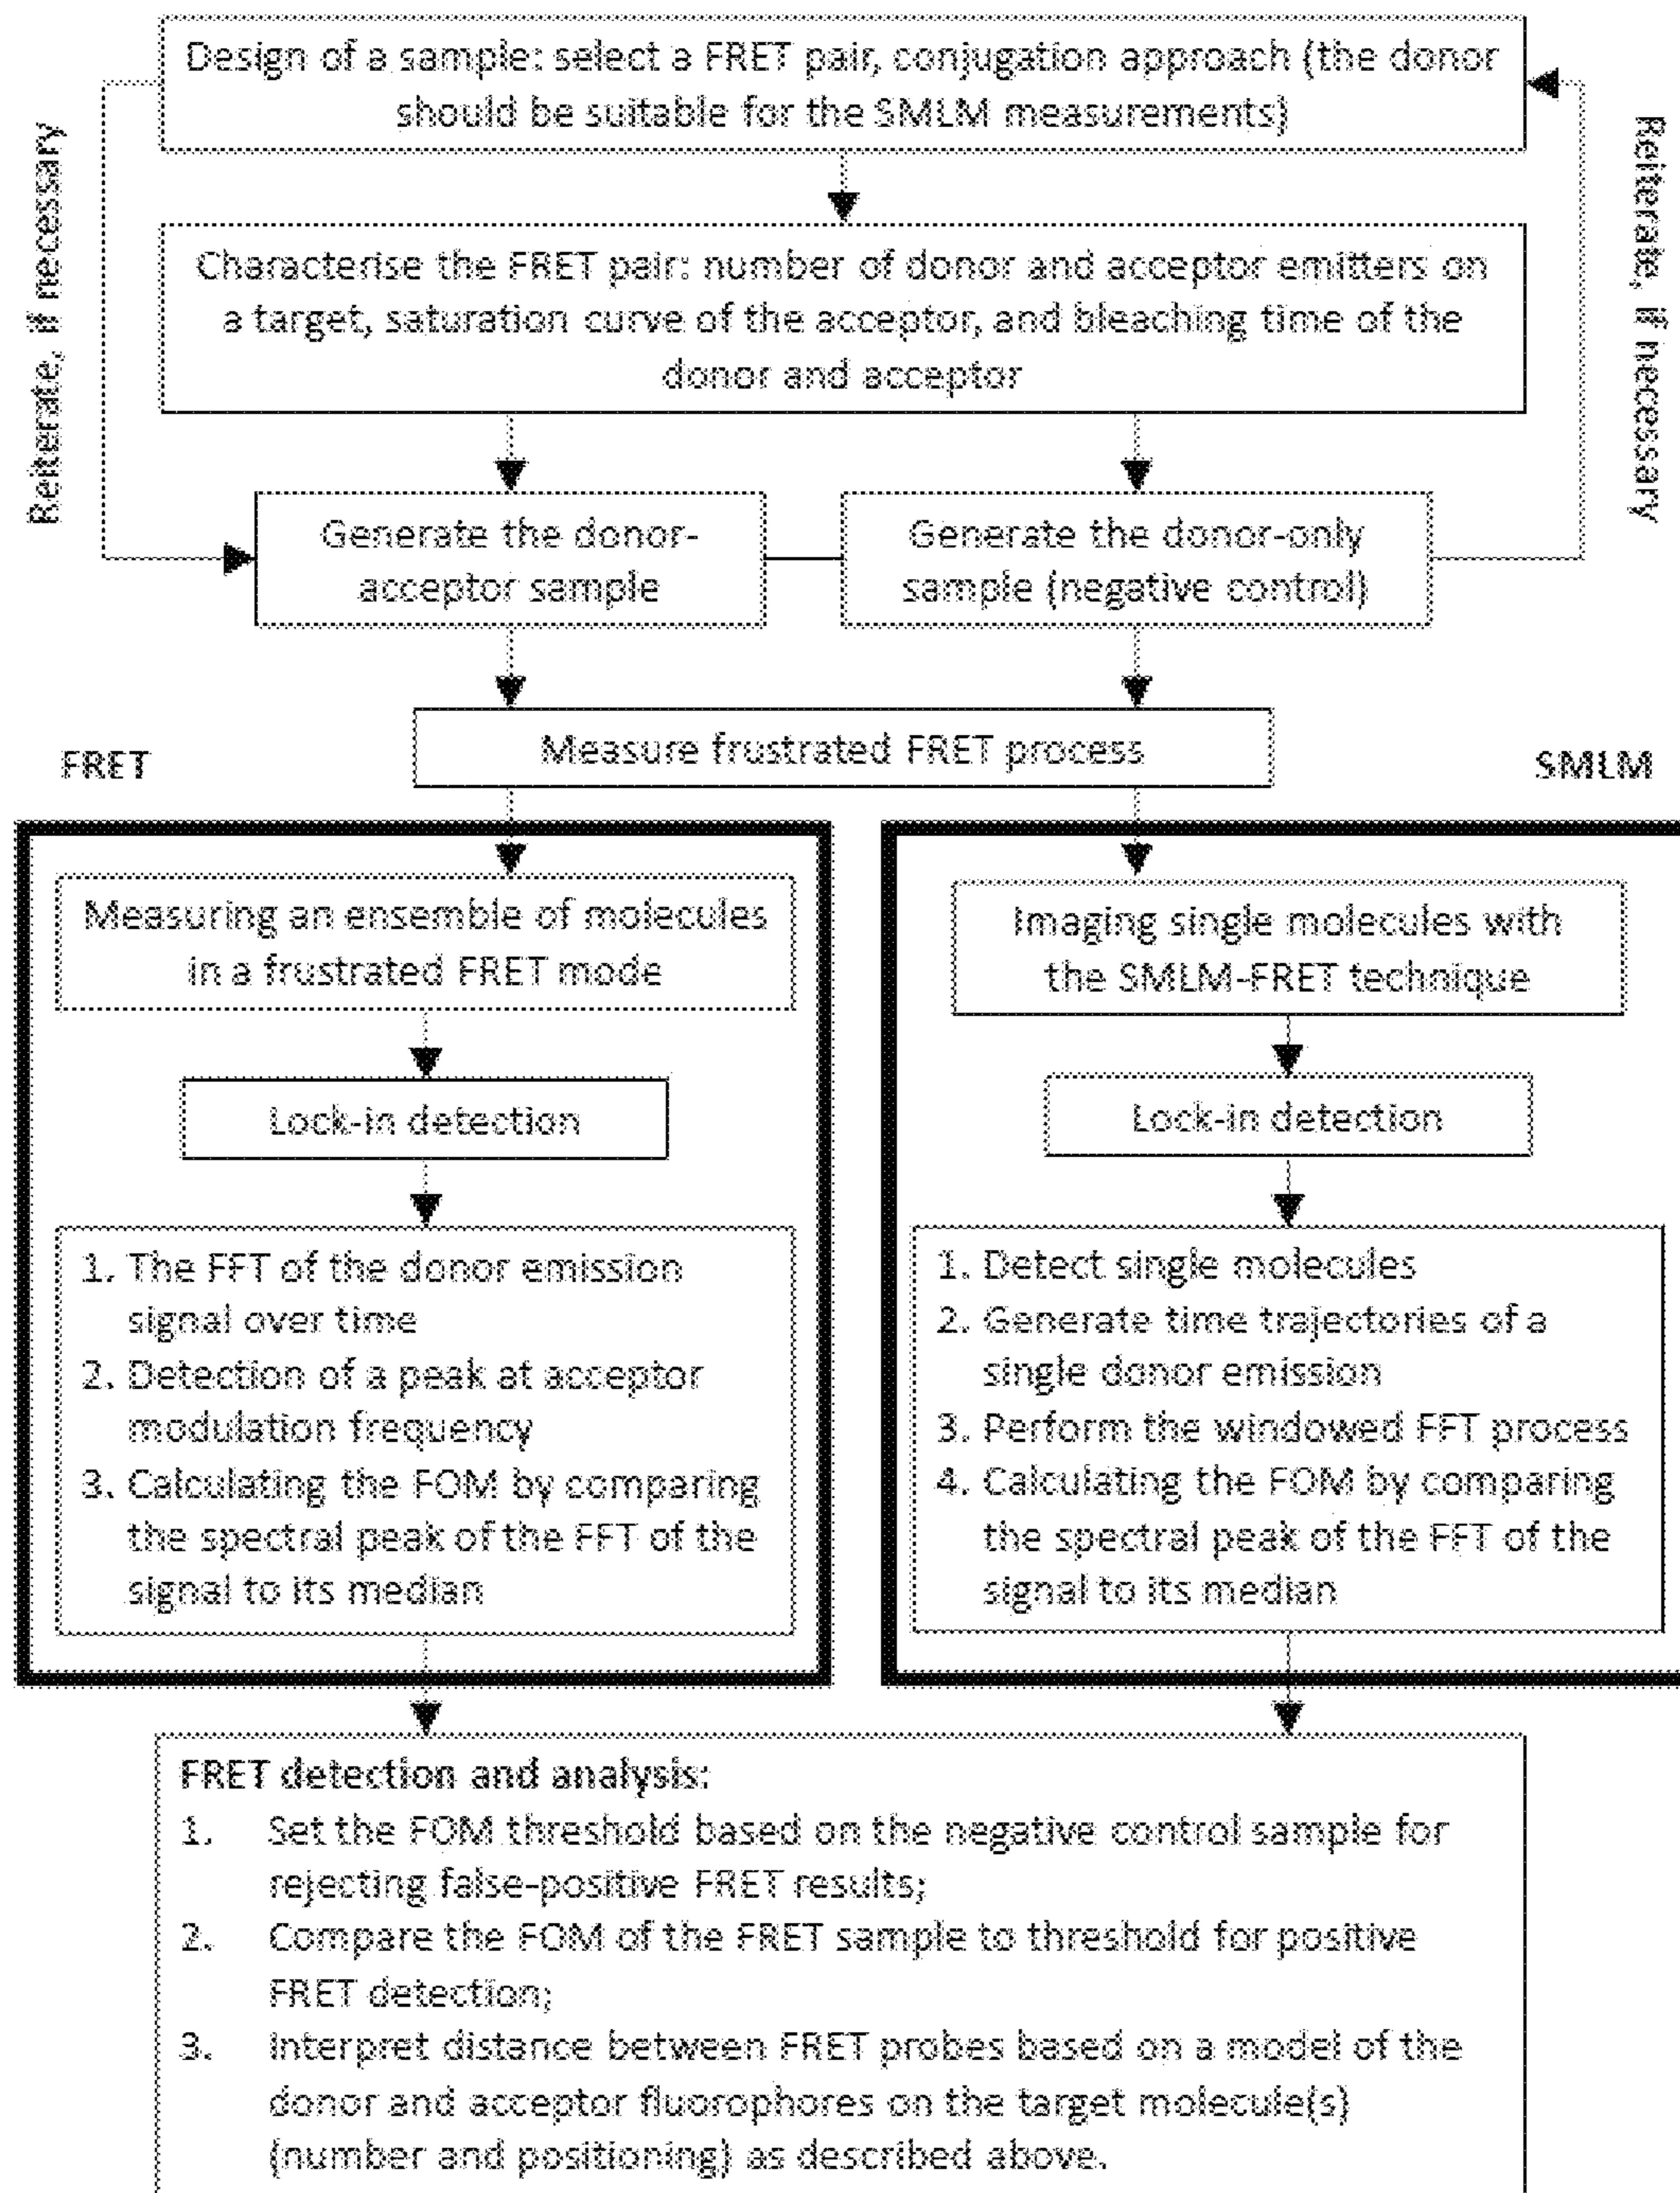 Design of a sample: select a FRET pair, conjugation approach (the donor
should be suitable for the SMLM measurements)
Reiterate, if necessary
Reiterate, if necessary
Characterise the FRET pair: number of donor and acceptor emitters on
a target, saturation curve of the acceptor, and bleaching time of the
donor and acceptor
Generate the donor-
acceptor sample
Generate the donor-only
sample (negative control)
Measure frustrated FRET process
FRET
SMLM
Measuring an ensemble of molecules
in a frustrated FRET mode
Lock-in detection
1. The FFT of the donor emission
signal over time
2. Detection of a peak at acceptor
modulation frequency
3. Calculating the FOM by comparing
the spectral peak of the FFT of the
signal to its median
Imaging single molecules with
the SMLM-FRET technique
Lock-in detection
1. Detect single molecules
2. Generate time trajectories of a
single donor emission
3. Perform the windowed FFT process
4. Calculating the FOM by comparing
the spectral peak of the FFT of the
signal to its median
FRET detection and analysis:
1. Set the FOM threshold based on the negative control sample for
rejecting false-positive FRET results;
2. Compare the FOM of the FRET sample to threshold for positive
FRET detection;
3. Interpret distance between FRET probes based on a model of the
donor and acceptor fluorophores on the target molecule(s)
(number and positioning) as described above.